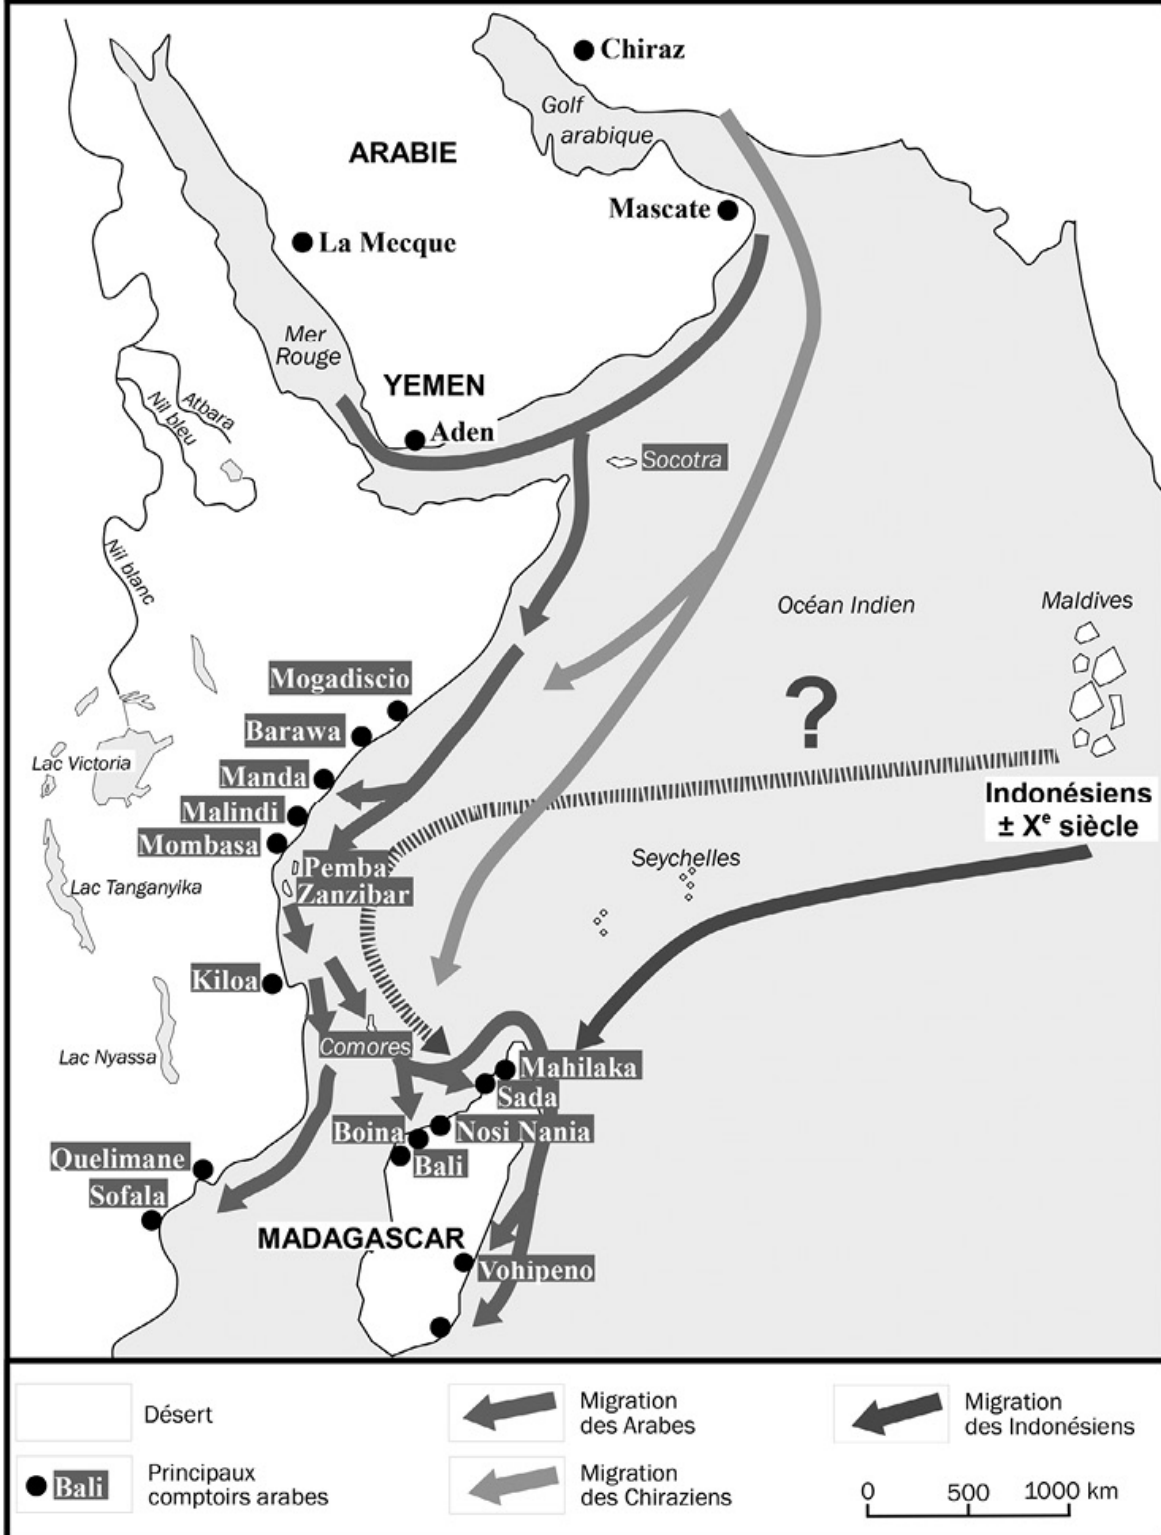 Chiraz
Golf
arabique
ARABIE
Mascate
La Mecque
Mer
Rouge
YEMEN
Atbara
Nil bleu
Aden
Socotra
Nil blanc
Océan Indien
Maldives
Mogadiscio
?
Barawa
Lac Victoria
Manda
Malindi
Indonésiens
± Xe siècle
Mombasa
Seychelles
Pemba
Lac Tanganyika
Zanzibar
Kiloa
Comores
Lac Nyassa
Mahilaka
Sada
Boina
Nosi Nania
Quelimane
Bali
Sofala
MADAGASCAR
Vohipeno
Désert
Migration
des Arabes
Migration
des Indonésiens
Bali
Principaux
comptoirs arabes
Migration
des Chiraziens
0 500 1000 km